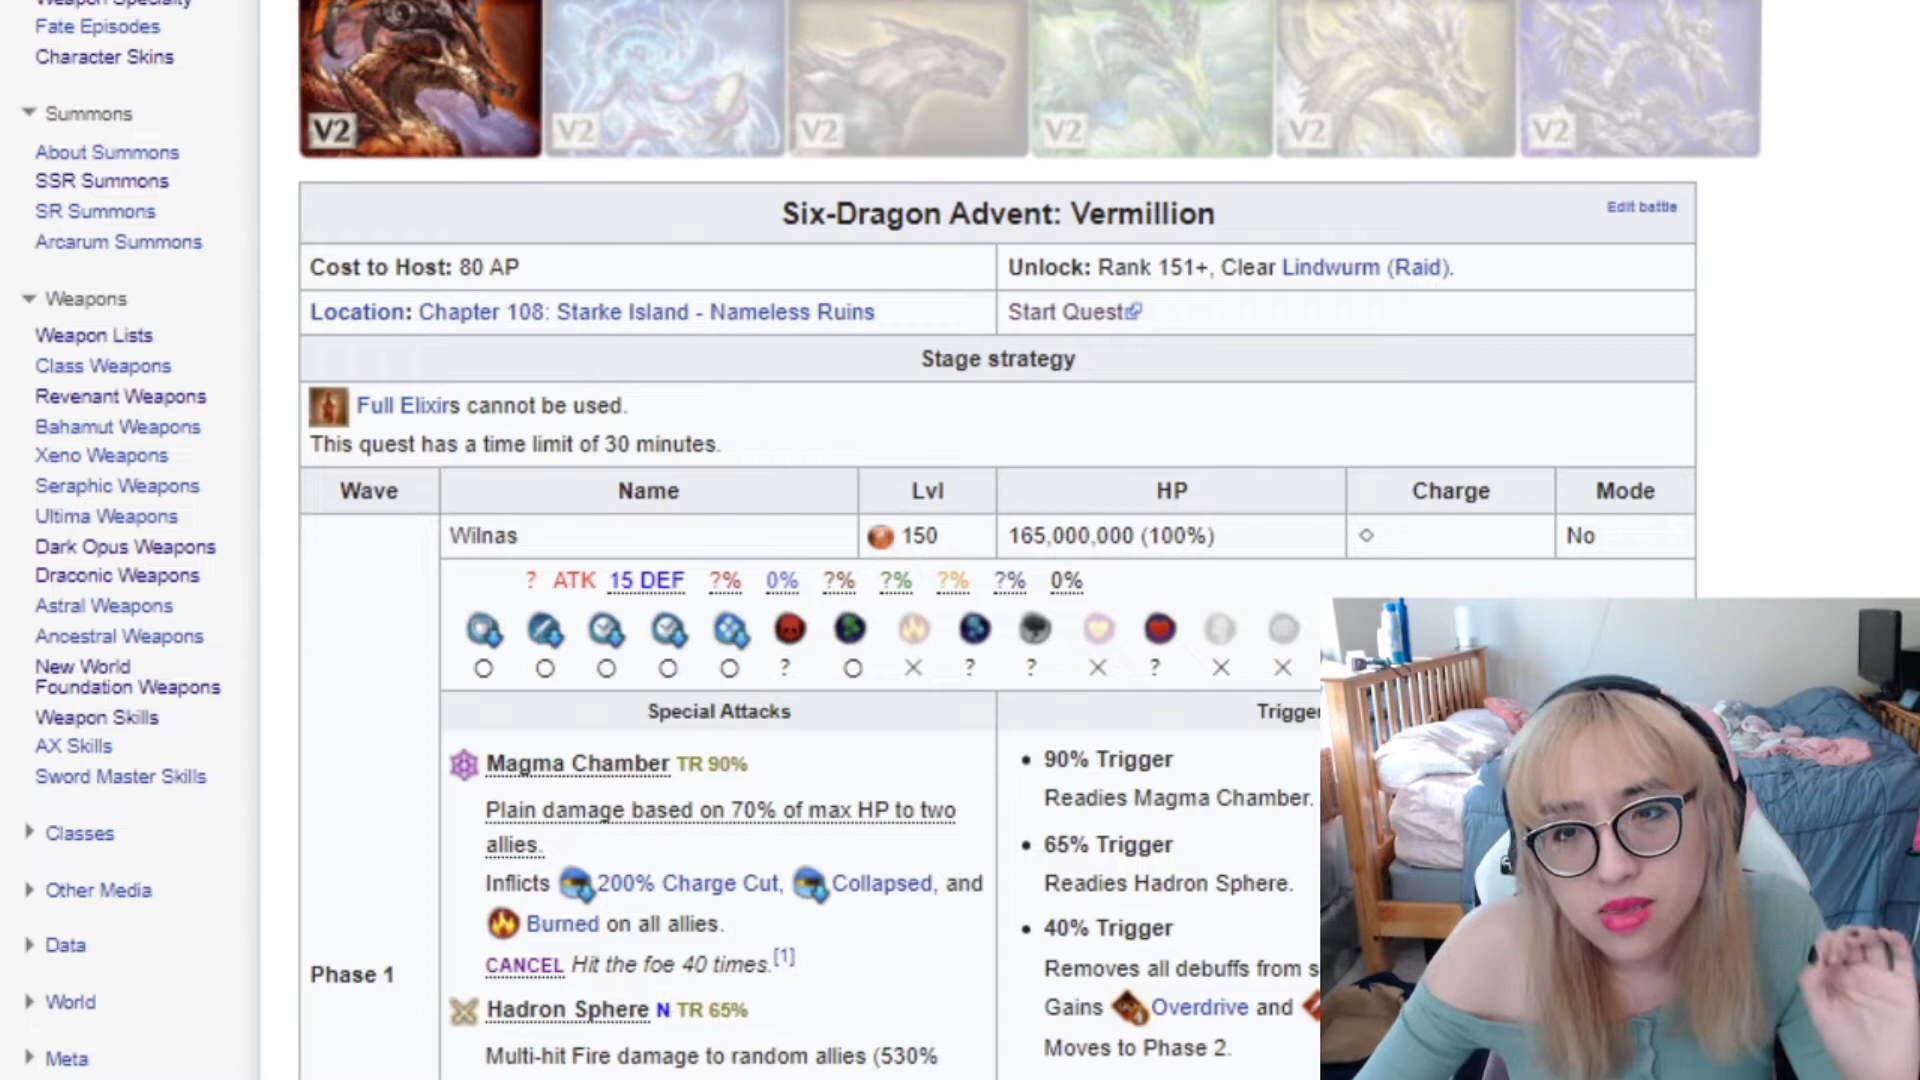 Weapon Specialty
Fate Episodes
Character Skins
Summons
About Summons
SSR Summons
SR Summons
Arcarum Summons
Weapons
Weapon Lists
Class Weapons
Revenant Weapons
Bahamut Weapons
Xeno Weapons
Seraphic Weapons
Ultima Weapons
Dark Opus Weapons
Draconic Weapons
Astral Weapons
Ancestral Weapons
New World
Foundation Weapons
Weapon Skills
AX Skills
Sword Master Skills
Classes
Other Media
Data
World
Meta
V2 V2 V2 V2 V2 V2
Six-Dragon Advent: Vermillion
Edit battle
Cost to Host: 80 AP
Unlock: Rank 151+, Clear Lindwurm (Raid).
Location: Chapter 108: Starke Island - Nameless Ruins
Start Quest
Stage strategy
Full Elixirs cannot be used.
This quest has a time limit of 30 minutes.
Wave Name Lvl HP Charge Mode
Wilnas 150 165,000,000 (100%) ◇ No
? ATK 15 DEF ?% 0% ?% ?% ?% ?% 0%
○ ○ ○ ○ ○ ? ○ × ? ? × ? × ×
Phase 1
Special Attacks
Magma Chamber TR 90%
Plain damage based on 70% of max HP to two
allies.
Inflicts 200% Charge Cut, Collapsed, and
Burned on all allies.
CANCEL Hit the foe 40 times.[1]
Hadron Sphere N TR 65%
Multi-hit Fire damage to random allies (530%
Trigger
• 90% Trigger
Readies Magma Chamber.
• 65% Trigger
Readies Hadron Sphere.
• 40% Trigger
Removes all debuffs from s
Gains Overdrive and
Moves to Phase 2.